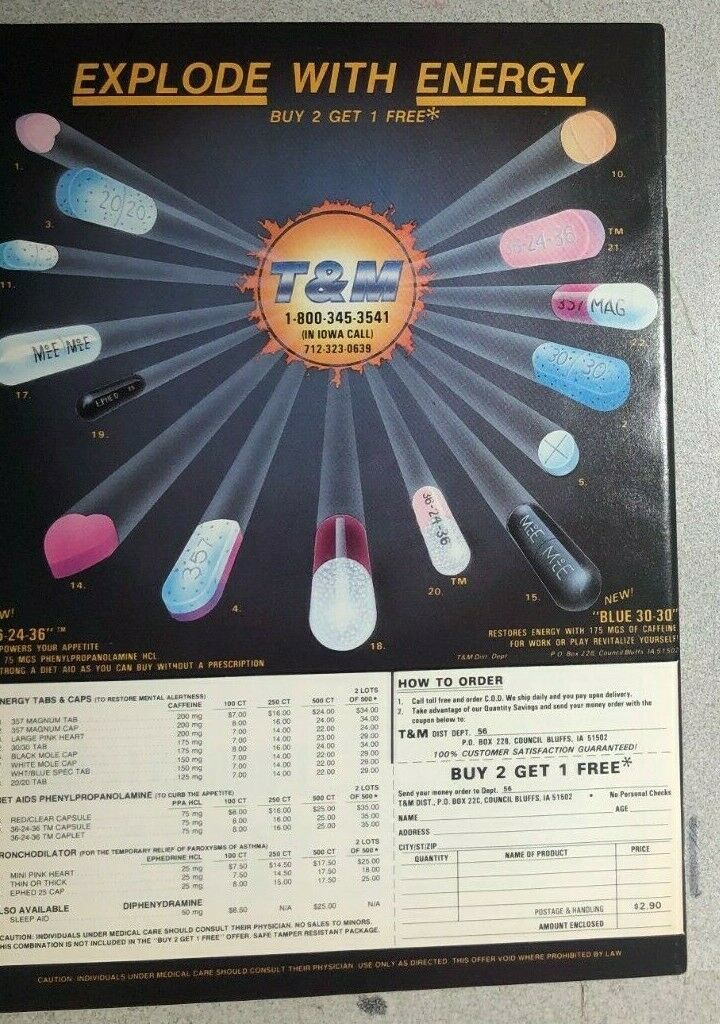 EXPLODE WITH ENERGY
BUY 2 GET 1 FREE*
1.
10.
3.
20/20
36-24-36
TM
21.
11.
T&M
1-800-345-3541
(IN IOWA CALL)
712-323-0639
357 MAG
MOLE MOLE
30/30
17.
EPHED 25
2.
19.
5.
36-24-36
357
MOLE MOLE
14.
4.
20. TM
15.
18.
NEW!
"BLUE 30-30"
RESTORES ENERGY WITH 175 MGS OF CAFFEINE
FOR WORK OR PLAY REVITALIZE YOURSELF!
T&M Dist. Dept. P.O. Box 228, Council Bluffs, IA 51502
W!
6-24-36" TM
POWERS YOUR APPETITE
75 MGS PHENYLPROPANOLAMINE HCL
TRONG A DIET AID AS YOU CAN BUY WITHOUT A PRESCRIPTION
NERGY TABS & CAPS (TO RESTORE MENTAL ALERTNESS)
CAFFEINE 100 CT 250 CT 500 CT 2 LOTS OF 500*
357 MAGNUM TAB 200 mg $7.00 $16.00 $24.00 $34.00
357 MAGNUM CAP 200 mg 8.00 16.00 24.00 34.00
LARGE PINK HEART 200 mg 7.00 14.00 22.00 29.00
30/30 TAB 175 mg 7.00 14.00 23.00 29.00
BLACK MOLE CAP 175 mg 8.00 16.00 24.00 34.00
WHITE MOLE CAP 150 mg 7.00 14.00 22.00 29.00
WHT/BLUE SPEC TAB 150 mg 7.00 14.00 22.00 29.00
20/20 TAB 125 mg 7.00 14.00 22.00 29.00
IET AIDS PHENYLPROPANOLAMINE (TO CURB THE APPETITE)
PPA HCL 100 CT 250 CT 500 CT 2 LOTS OF 500*
RED/CLEAR CAPSULE 75 mg $8.00 $16.00 $25.00 $35.00
36-24-36 TM CAPSULE 75 mg 8.00 16.00 25.00 35.00
36-24-36 TM CAPLET 75 mg 8.00 16.00 25.00 35.00
RONCHODILATOR (FOR THE TEMPORARY RELIEF OF PAROXYSMS OF ASTHMA)
EPHEDRINE HCL 100 CT 250 CT 500 CT 2 LOTS OF 500*
MINI PINK HEART 25 mg $7.50 $14.50 $17.50 $25.00
THIN OR THICK 25 mg 7.50 14.50 17.50 18.00
EPHED 25 CAP 25 mg 8.00 15.00 17.50 25.00
LSO AVAILABLE DIPHENYDRAMINE
SLEEP AID 50 mg $6.50 N/A $25.00 N/A
CAUTION: INDIVIDUALS UNDER MEDICAL CARE SHOULD CONSULT THEIR PHYSICIAN. NO SALES TO MINORS.
THIS COMBINATION IS NOT INCLUDED IN THE "BUY 2 GET 1 FREE" OFFER. SAFE TAMPER RESISTANT PACKAGE.
HOW TO ORDER
1. Call toll free and order C.O.D. We ship daily and you pay upon delivery.
2. Take advantage of our Quantity Savings and send your money order with the
coupon below to:
T&M DIST DEPT. 56
P.O. BOX 228, COUNCIL BLUFFS, IA 51502
100% CUSTOMER SATISFACTION GUARANTEED!
BUY 2 GET 1 FREE*
Send your money order to Dept. 56
T&M DIST., P.O. BOX 22C, COUNCIL BLUFFS, IA 51502 • No Personal Checks
NAME AGE
ADDRESS
CITY/ST/ZIP
QUANTITY NAME OF PRODUCT PRICE
POSTAGE & HANDLING $2.90
AMOUNT ENCLOSED
CAUTION: INDIVIDUALS UNDER MEDICAL CARE SHOULD CONSULT THEIR PHYSICIAN. USE ONLY AS DIRECTED. THIS OFFER VOID WHERE PROHIBITED BY LAW